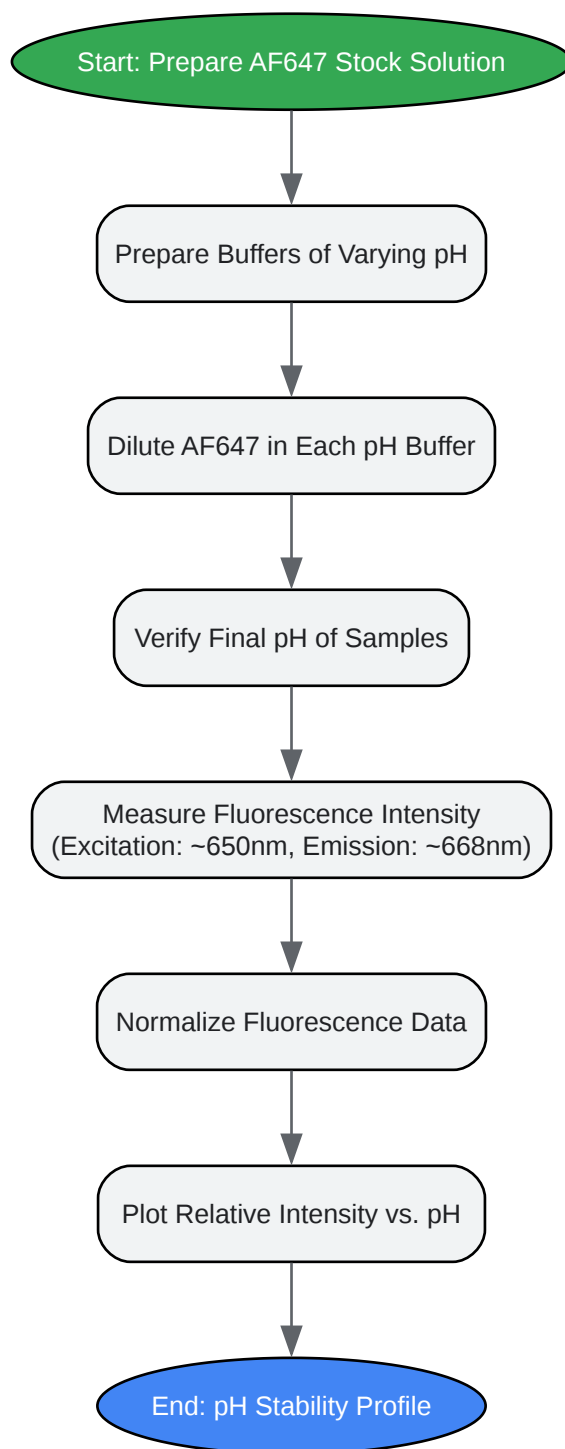 Start: Prepare AF647 Stock Solution
Prepare Buffers of Varying pH
Dilute AF647 in Each pH Buffer
Verify Final pH of Samples
Measure Fluorescence Intensity
(Excitation: ~650nm, Emission: ~668nm)
Normalize Fluorescence Data
Plot Relative Intensity vs. pH
End: pH Stability Profile